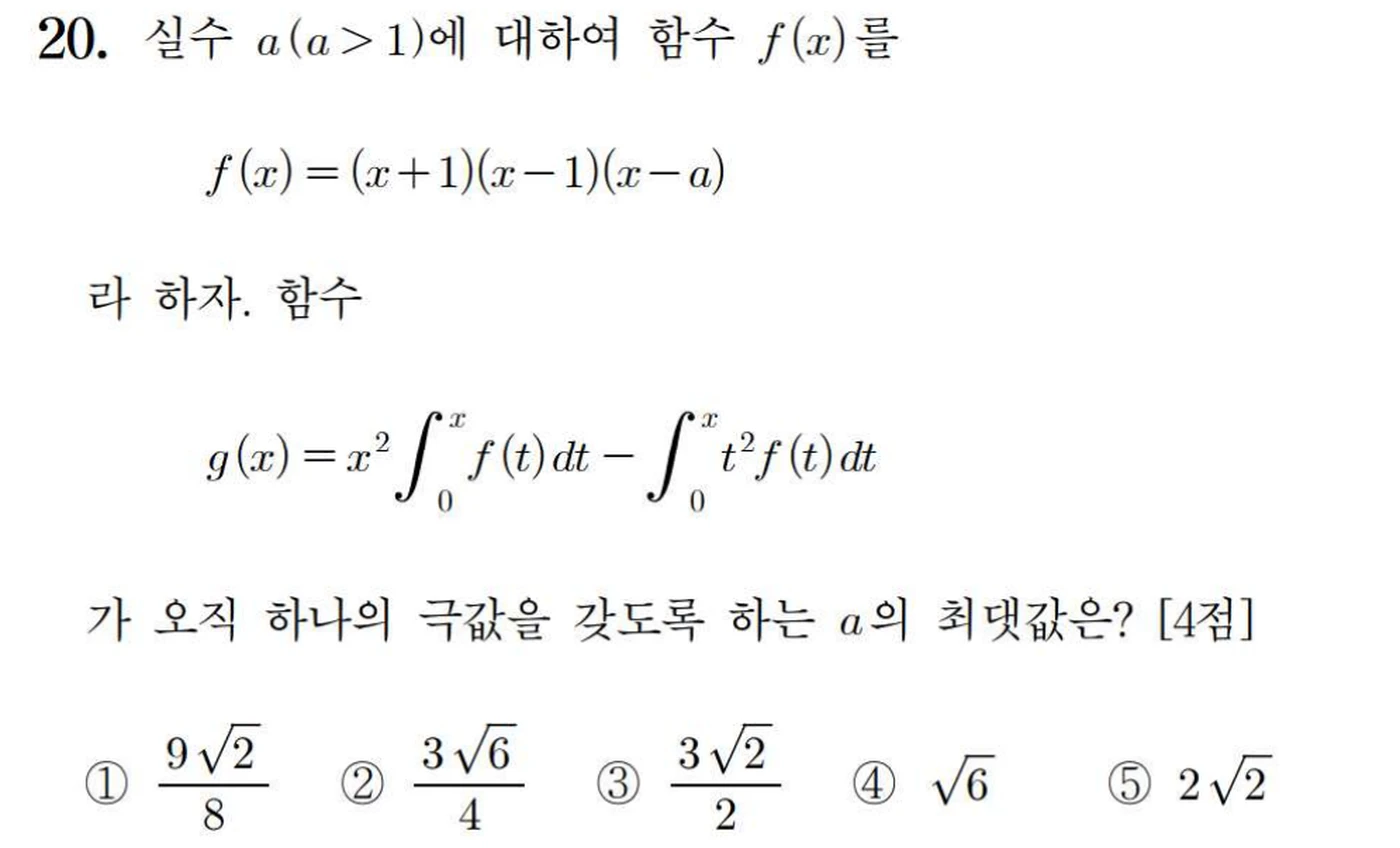 20. 실수 a(a>1)에 대하여 함수 f(x)를
f(x)=(x+1)(x-1)(x-a)
라 하자. 함수
g(x)=x²∫₀ˣ f(t)dt-∫₀ˣ t²f(t)dt
가 오직 하나의 극값을 갖도록 하는 a의 최댓값은? [4점]
① 9√2/8 ② 3√6/4 ③ 3√2/2 ④ √6 ⑤ 2√2